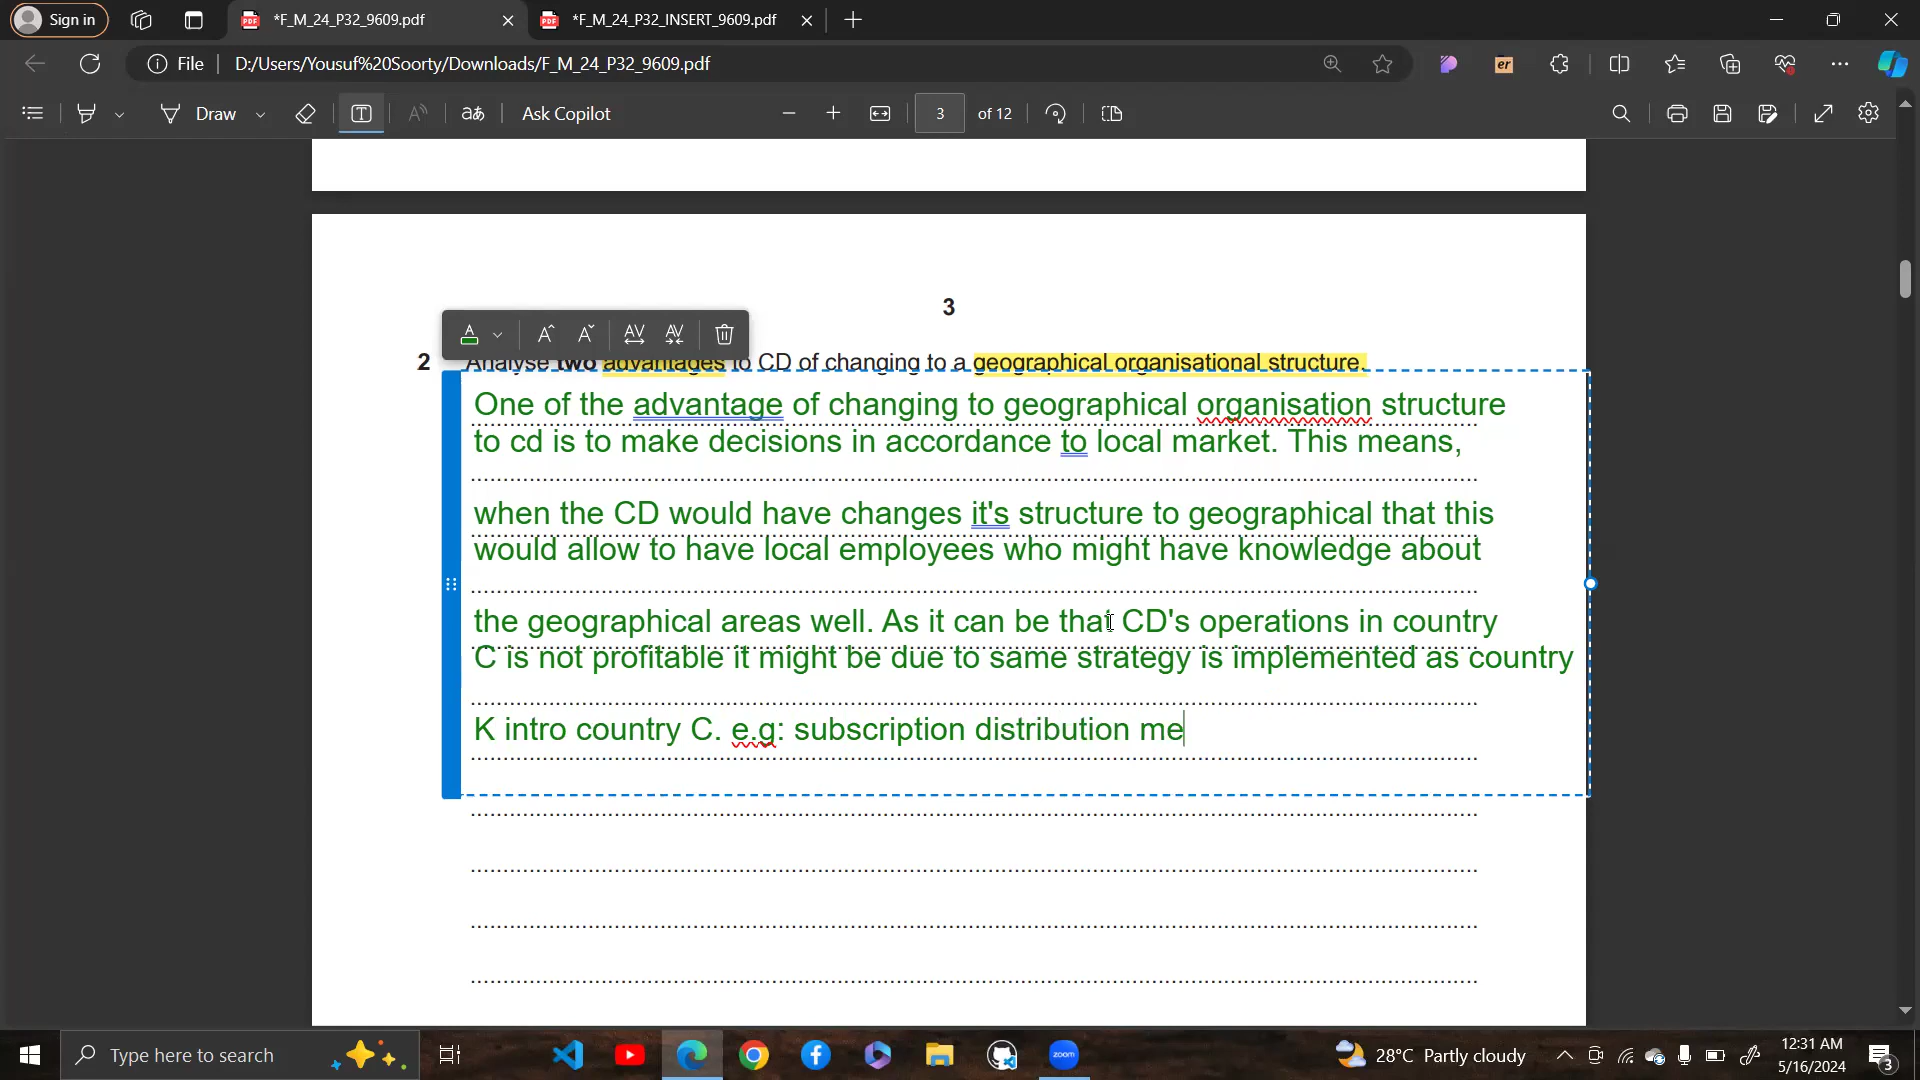 Sign in
*F_M_24_P32_9609.pdf
*F_M_24_P32_INSERT_9609.pdf
File
D:/Users/Yousuf%20Soorty/Downloads/F_M_24_P32_9609.pdf
er
Draw
aあ
Ask Copilot
3
of 12
3
2 Analyse two advantages to CD of changing to a geographical organisational structure.
One of the advantage of changing to geographical organisation structure
to cd is to make decisions in accordance to local market. This means,
when the CD would have changes it's structure to geographical that this
would allow to have local employees who might have knowledge about
the geographical areas well. As it can be that CD's operations in country
C is not profitable it might be due to same strategy is implemented as country
K intro country C. e.g: subscription distribution me
Type here to search
zoom
28°C Partly cloudy
12:31 AM
5/16/2024
3